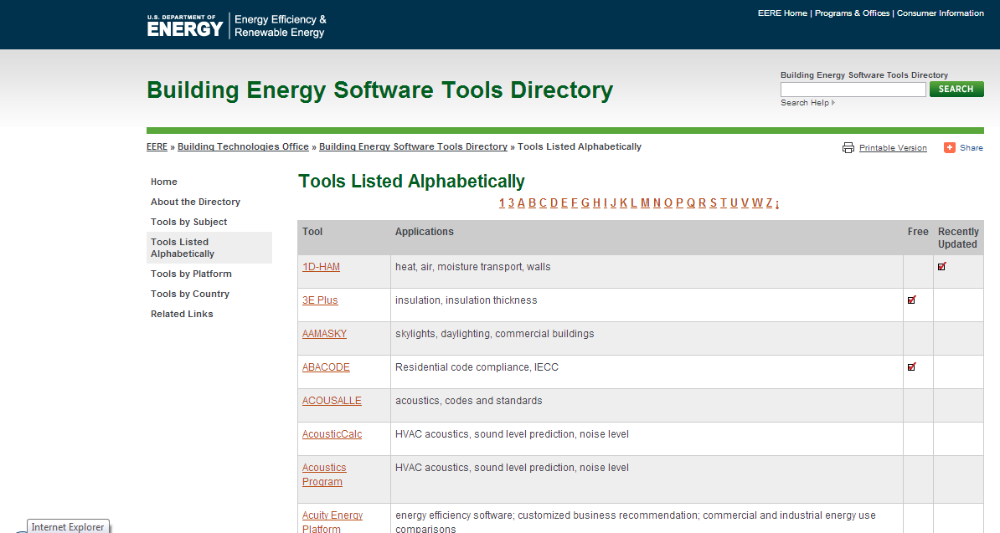 U.S. DEPARTMENT OF
ENERGY
Energy Efficiency &
Renewable Energy
EERE Home | Programs & Offices | Consumer Information
Building Energy Software Tools Directory
Building Energy Software Tools Directory
SEARCH
Search Help
EERE » Building Technologies Office » Building Energy Software Tools Directory » Tools Listed Alphabetically
Printable Version
Share
Home
About the Directory
Tools by Subject
Tools Listed
Alphabetically
Tools by Platform
Tools by Country
Related Links
Tools Listed Alphabetically
1 3 A B C D E F G H I J K L M N O P Q R S T U V W Z ¡
Tool Applications Free Recently
Updated
1D-HAM heat, air, moisture transport, walls
3E Plus insulation, insulation thickness
AAMASKY skylights, daylighting, commercial buildings
ABACODE Residential code compliance, IECC
ACOUSALLE acoustics, codes and standards
AcousticCalc HVAC acoustics, sound level prediction, noise level
Acoustics HVAC acoustics, sound level prediction, noise level
Program
Acuity Energy energy efficiency software; customized business recommendation; commercial and industrial energy use
Platform comparisons
Internet Explorer